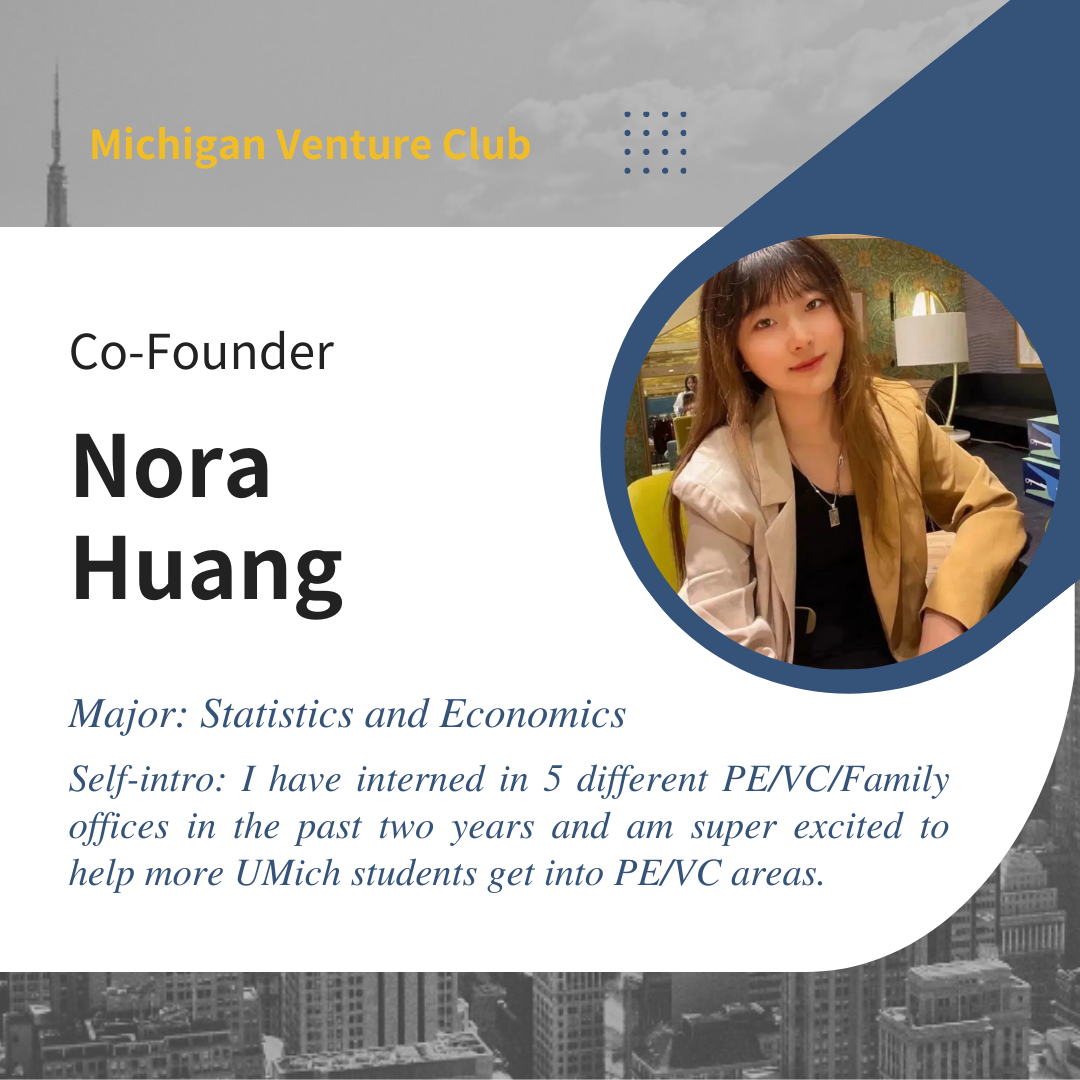 Michigan Venture Club
Co-Founder
Nora
Huang
Major: Statistics and Economics
Self-intro: I have interned in 5 different PE/VC/Family
offices in the past two years and am super excited to
help more UMich students get into PE/VC areas.